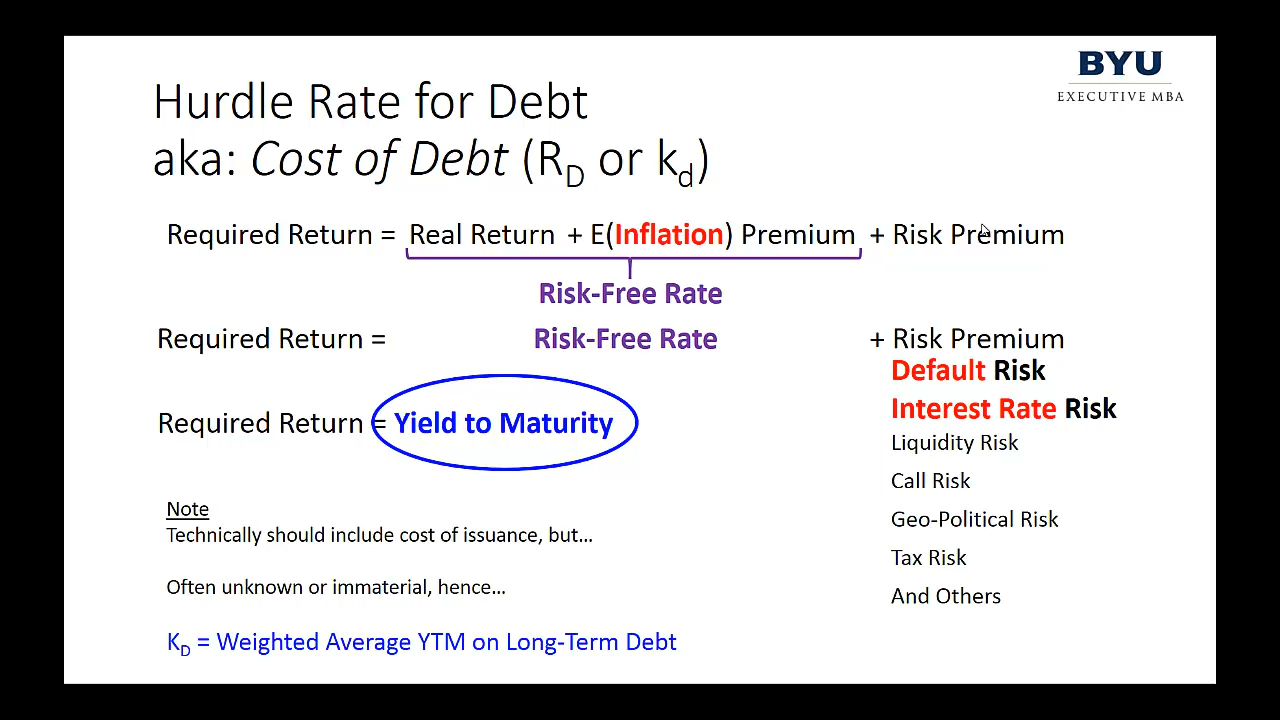 BYU
EXECUTIVE MBA
Hurdle Rate for Debt
aka: Cost of Debt (RD or kd)
Required Return = Real Return + E(Inflation) Premium + Risk Premium
Risk-Free Rate
Required Return = Risk-Free Rate + Risk Premium
Default Risk
Interest Rate Risk
Required Return = Yield to Maturity
Liquidity Risk
Call Risk
Geo-Political Risk
Tax Risk
And Others
Note
Technically should include cost of issuance, but...
Often unknown or immaterial, hence...
KD = Weighted Average YTM on Long-Term Debt